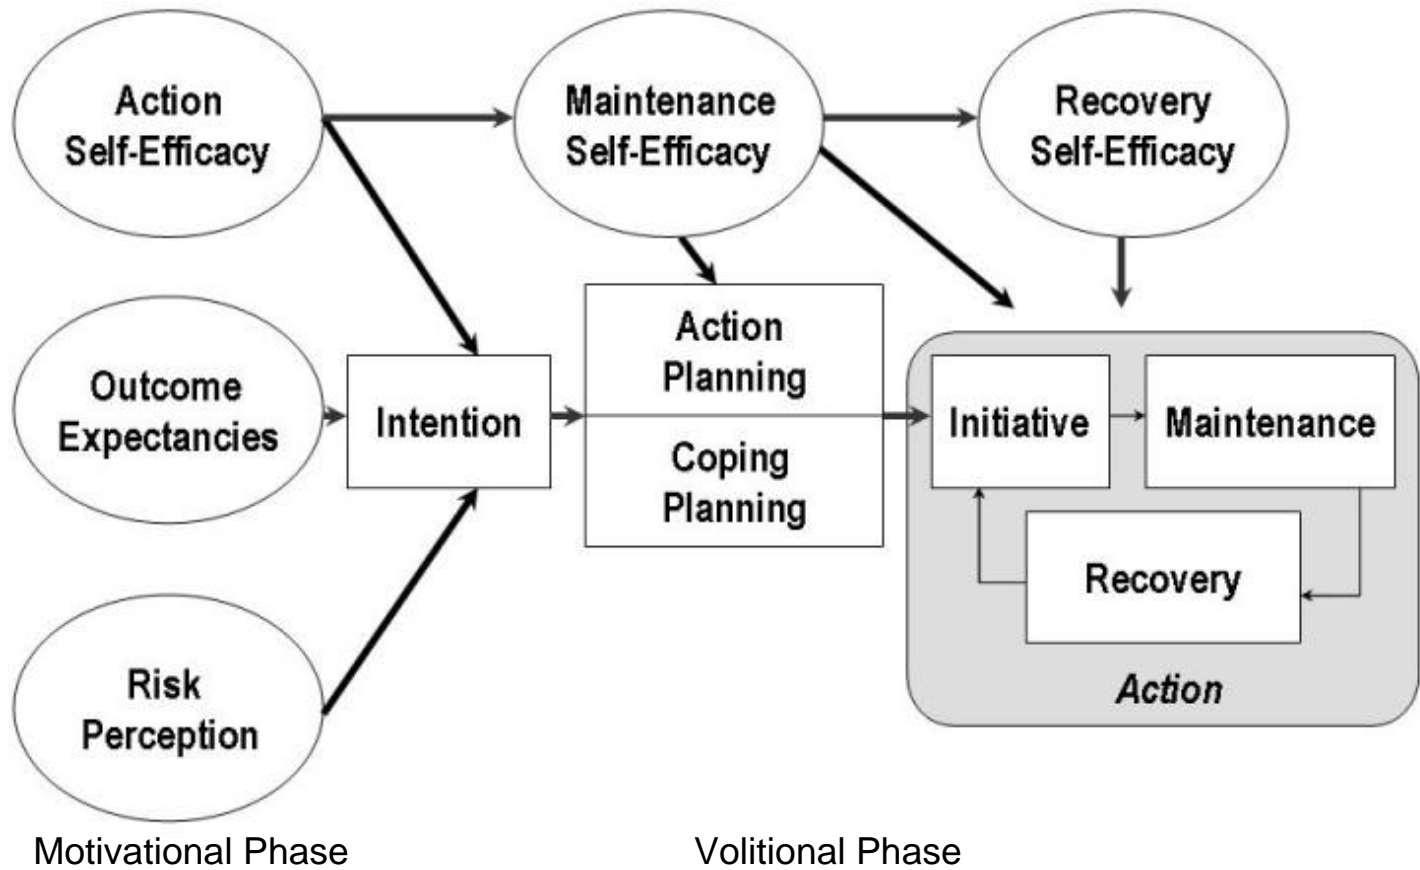 Action
Self-Efficacy
Maintenance
Self-Efficacy
Recovery
Self-Efficacy
Outcome
Expectancies
Intention
Action
Planning
Coping
Planning
Initiative
Maintenance
Recovery
Action
Risk
Perception
Motivational Phase
Volitional Phase